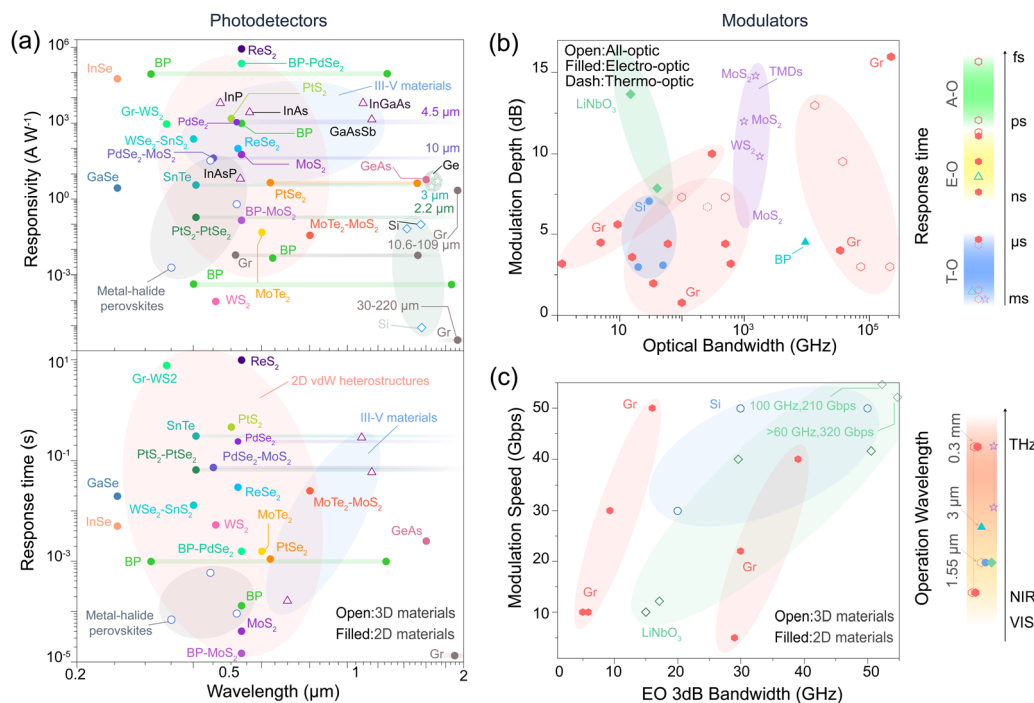 Photodetectors
Modulators
(a)
10⁶
10³
10⁰
10⁻³
Responsivity (A W⁻¹)
ReS₂
InSe
BP
BP-PdSe₂
III-V materials
PtS₂
InP
InGaAs
Gr-WS₂
InAs
4.5 µm
PdSe₂
BP
GaAsSb
WSe₂-SnS₂
ReSe₂
10 µm
PdSe₂-MoS₂
MoS₂
GeAs
Ge
GaSe
InAsP
SnTe
PtSe₂
3 µm
2.2 µm
BP-MoS₂
PtS₂-PtSe₂
MoTe₂-MoS₂
Si
Gr
10.6-109 µm
Gr
BP
Metal-halide
perovskites
MoTe₂
WS₂
30-220 µm
Si
Gr
10¹
10⁻¹
10⁻³
10⁻⁵
Response time (s)
ReS₂
Gr-WS2
2D vdW heterostructures
PtS₂
III-V materials
SnTe
PdSe₂
PtS₂-PtSe₂
PdSe₂-MoS₂
GaSe
ReSe₂
MoTe₂-MoS₂
WSe₂-SnS₂
InSe
WS₂
MoTe₂
GeAs
BP-PdSe₂
PtSe₂
BP
BP
Metal-halide
perovskites
MoS₂
Open:3D materials
Filled:2D materials
BP-MoS₂
Gr
0.5
1
2
Wavelength (µm)
(b)
15
10
5
0
Modulation Depth (dB)
Open:All-optic
Filled:Electro-optic
Dash:Thermo-optic
MoS₂
TMDs
Gr
LiNbO₃
MoS₂
WS₂
Si
MoS₂
BP
Gr
Gr
10¹
10³
10⁵
Optical Bandwidth (GHz)
Response time
A-O
E-O
T-O
fs
ps
ns
µs
ms
(c)
50
40
30
20
10
0
Modulation Speed (Gbps)
Gr
Si
100 GHz,210 Gbps
>60 GHz,320 Gbps
Gr
LiNbO₃
Open:3D materials
Filled:2D materials
0
10
20
30
40
50
EO 3dB Bandwidth (GHz)
Operation Wavelength
0.3 mm
3 µm
1.55 µm
THz
NIR
VIS